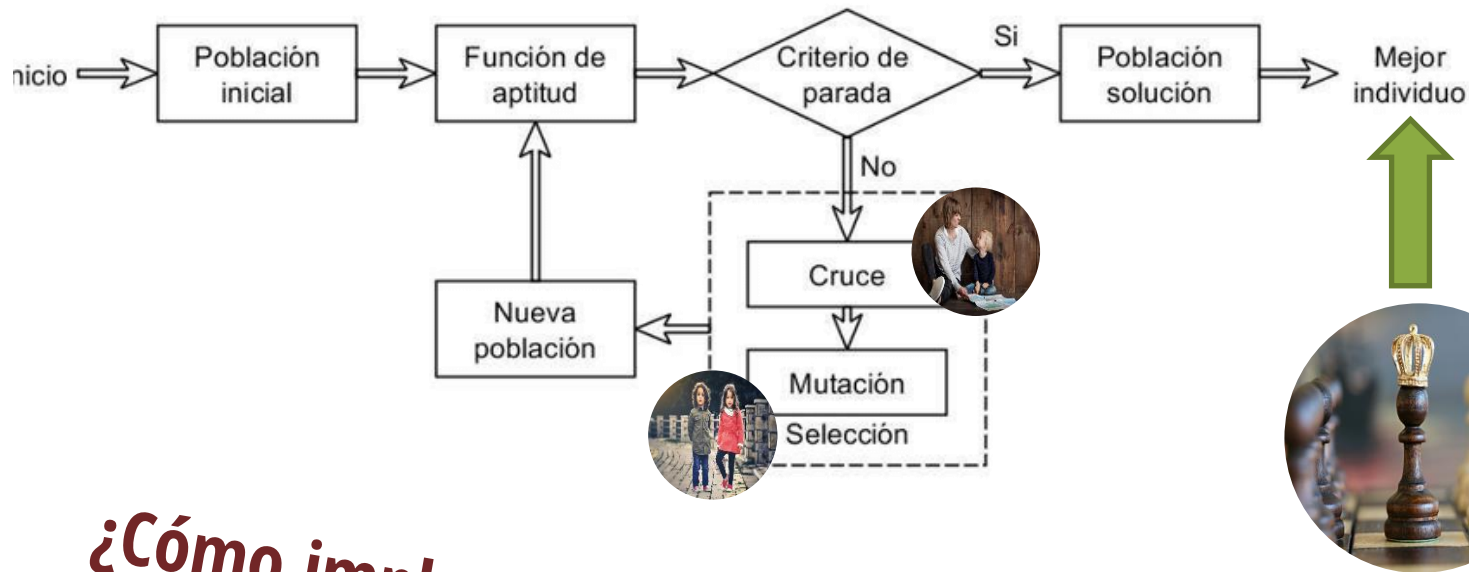 Población
inicial
Función de
aptitud
Criterio de
parada
Si
Población
solución
Mejor
individuo
No
Cruce
Nueva
población
Mutación
Selección
¿Cómo